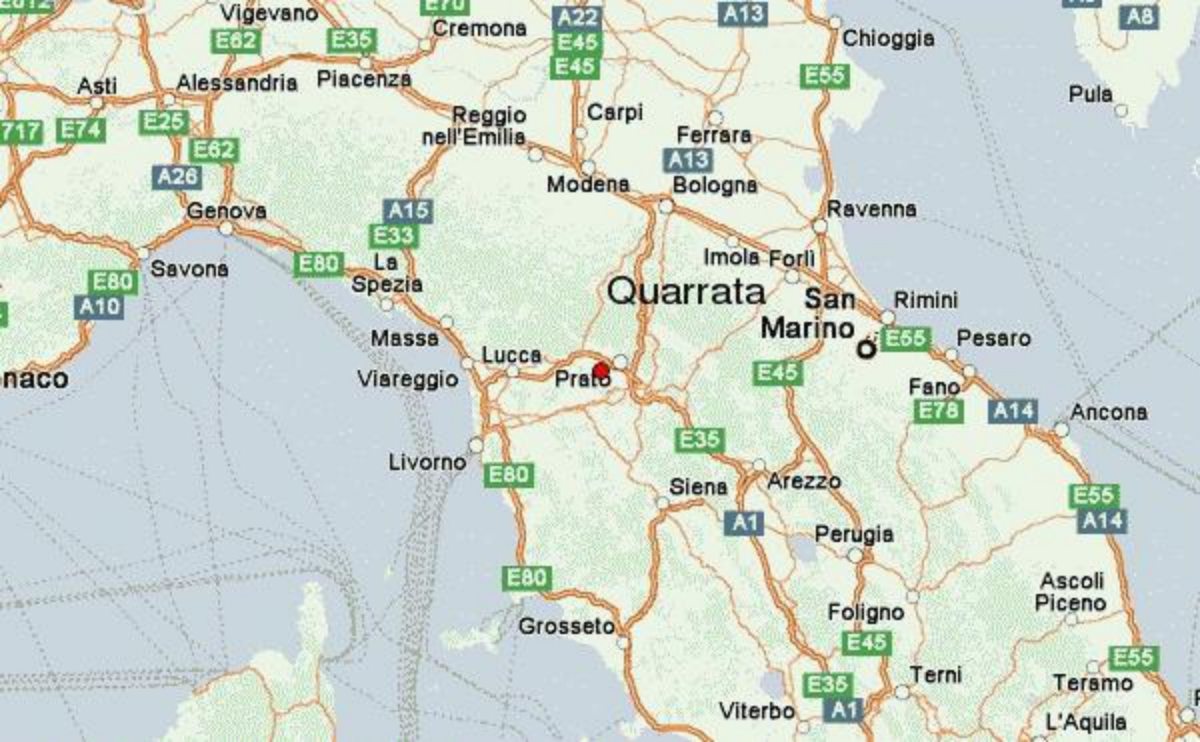 E612
Vigevano
E70
A22
A13
A8
E62
E35
Cremona
E45
Chioggia
E45
E55
Asti
Alessandria
Piacenza
Pula
717
E74
E25
Reggio
nell'Emilia
Carpi
Ferrara
E62
A13
A26
Modena
Bologna
Genova
A15
Ravenna
E33
Savona
E80
La
Spezia
Imola
Forlì
E80
A10
Quarrata
San
Marino
Rimini
Massa
E55
Pesaro
Lucca
naco
Viareggio
Prato
E45
Fano
E78
A14
Ancona
E35
Livorno
E80
Siena
Arezzo
E55
A1
A14
Perugia
E80
Ascoli
Piceno
Grosseto
Foligno
E45
E55
Terni
Teramo
E35
Viterbo
A1
L'Aquila